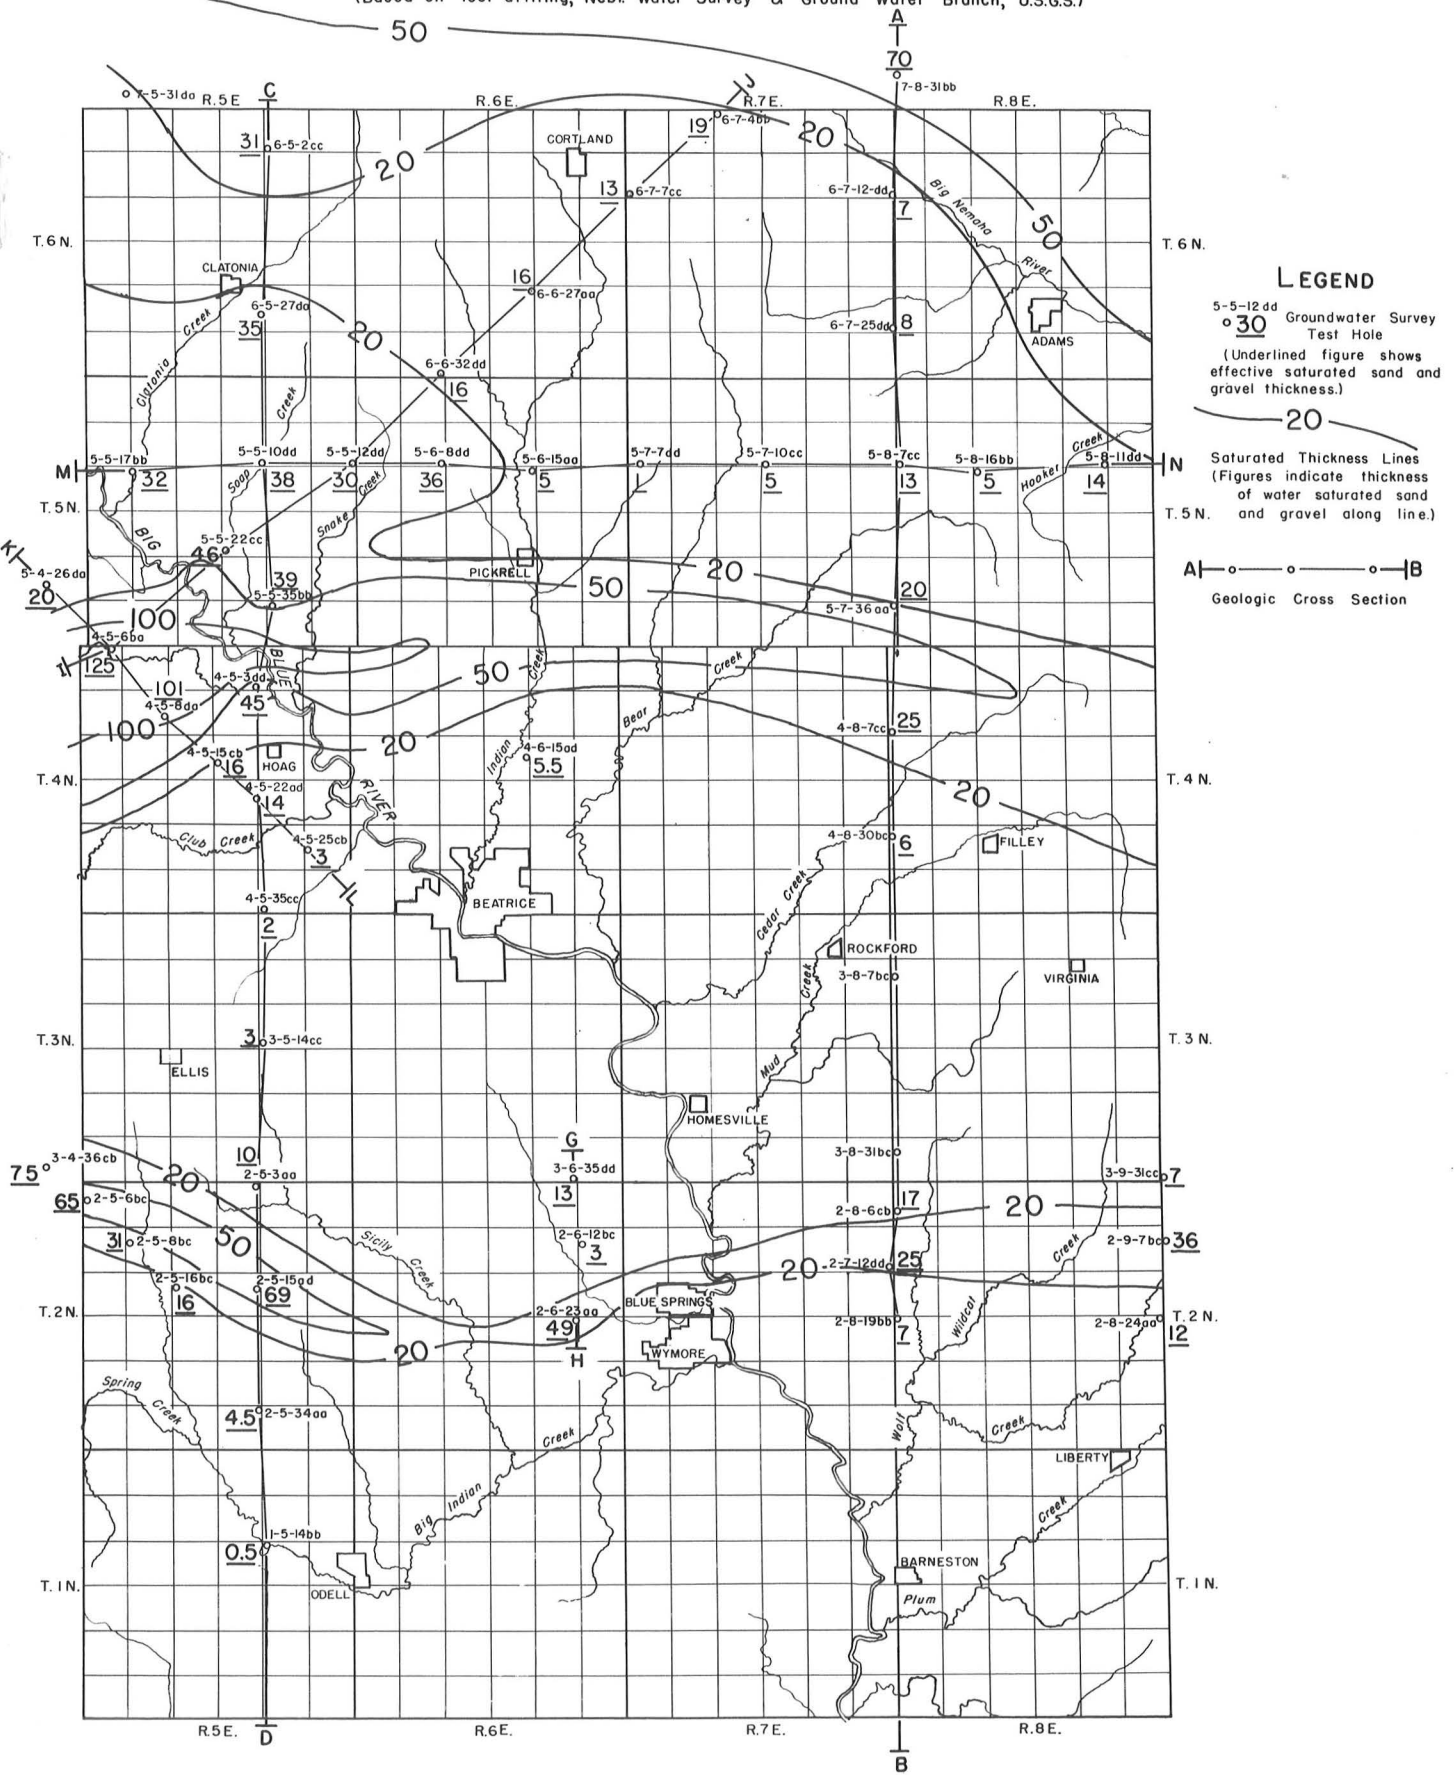 (Based on Test drilling, Nebr. Water Survey & Ground Water Branch, U.S.G.S.)
50
A
70
7-8-31bb
7-5-31da
R.5E
C
R.6E.
J
R.7E.
R.8E.
31
6-5-2cc
20
CORTLAND
19
6-7-4bb
20
13
6-7-7cc
6-7-12-dd
7
Big Nemaha
River
50
T.6N.
T.6N.
CLATONIA
6-5-27da
35
Creek
Clatonia
20
16
6-6-27aa
6-7-25dd
8
ADAMS
LEGEND
5-5-12dd
30
Groundwater Survey
Test Hole
(Underlined figure shows
effective saturated sand and
gravel thickness.)
20
Saturated Thickness Lines
(Figures indicate thickness
of water saturated sand
and gravel along line.)
A B
Geologic Cross Section
6-6-32dd
16
Creek
Soap
M
5-5-17bb
32
5-5-10dd
38
5-5-12dd
30
5-6-8dd
36
5-6-15aa
5
5-7-7dd
1
5-7-10cc
5
5-8-7cc
13
5-8-16bb
5
Hooker Creek
5-8-11dd
14
N
T.5N.
T.5N.
Snake Creek
BIG
K
5-4-26da
20
5-5-22cc
46
39
5-5-35bb
PICKRELL
50
20
20
5-7-36aa
100
4-5-6ba
I
125
BLUE
4-5-3dd
45
101
4-5-8da
100
50
Creek
Creek
Bear
25
4-8-7cc
4-5-15cb
16
HOAG
20
Indian
4-6-15ad
5.5
T.4N.
T.4N.
4-5-22ad
14
RIVER
20
Club Creek
4-5-25cb
3
L
4-8-30bc
6
FILLEY
4-5-35cc
2
BEATRICE
Cedar Creek
ROCKFORD
3-8-7bc
VIRGINIA
Creek
Mud
T.3N.
T.3N.
3
3-5-14cc
ELLIS
HOMESVILLE
75
3-4-36cb
10
2-5-3aa
20
G
3-6-35dd
13
3-8-31bc
3-9-31cc
7
65
2-5-6bc
17
2-8-6cb
20
31
2-5-8bc
50
Sicily
Creek
2-6-12bc
3
Creek
2-9-7bc
36
2-5-16bc
16
2-5-15ad
69
20
2-7-12dd
25
BLUE SPRINGS
2-6-23aa
49
H
T.2N.
T.2N.
2-8-19bb
7
Wildcat
2-8-24aa
12
20
WYMORE
Spring
Creek
4.5
2-5-34aa
Wolf
Creek
Creek
LIBERTY
Big Indian
Creek
1-5-14bb
0.5
ODELL
BARNESTON
Plum
T.1N.
T.1N.
R.5E.
D
R.6E.
R.7E.
B
R.8E.